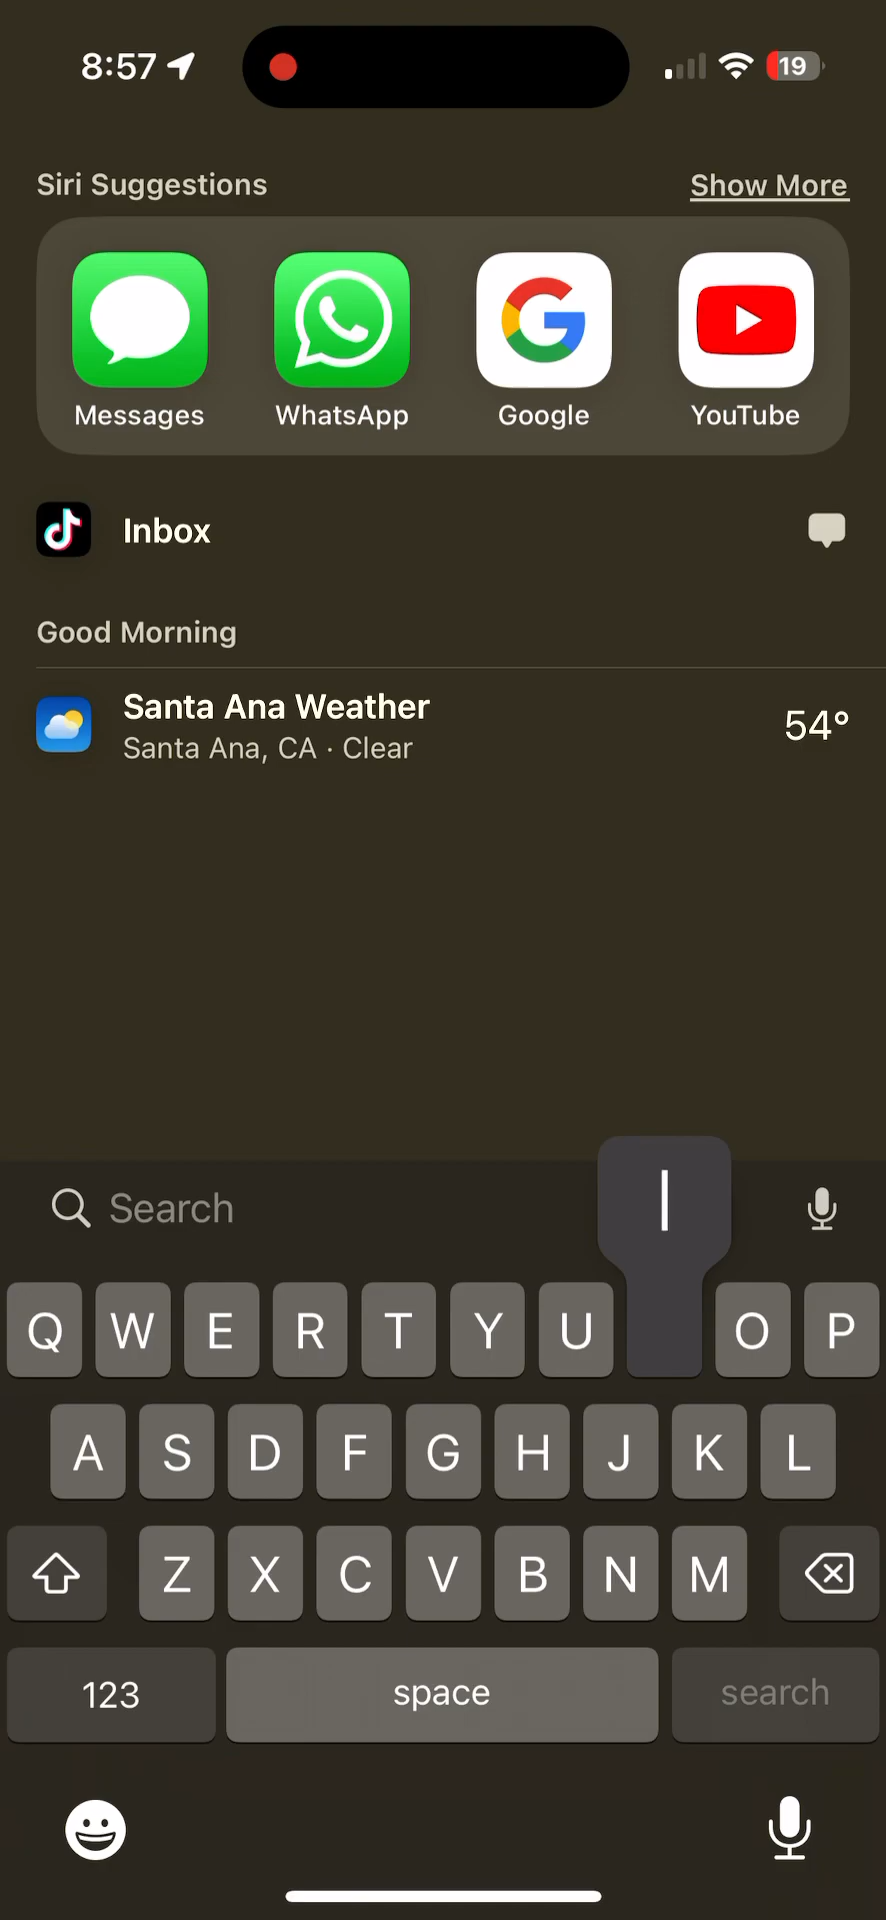 8:57
19
Siri Suggestions
Show More
Messages
WhatsApp
Google
YouTube
Inbox
Good Morning
Santa Ana Weather
54°
Santa Ana, CA · Clear
Search
Q W E R T Y U I O P
A S D F G H J K L
Z X C V B N M
123
space
search